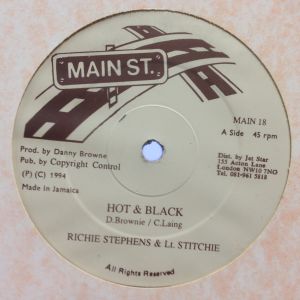 MAIN ST.
MAIN 18
A Side 45 rpm
Prod. by Danny Browne
Pub. by Copyright Control
(P) (C) 1994
Made in Jamaica
Dist. by Jet Star
155 Acton Lane
London NW10 7NG
Tel. 081-961 5818
HOT & BLACK
D.Brownie / C.Laing
RICHIE STEPHENS & Lt. STITCHIE
All Rights Reserved